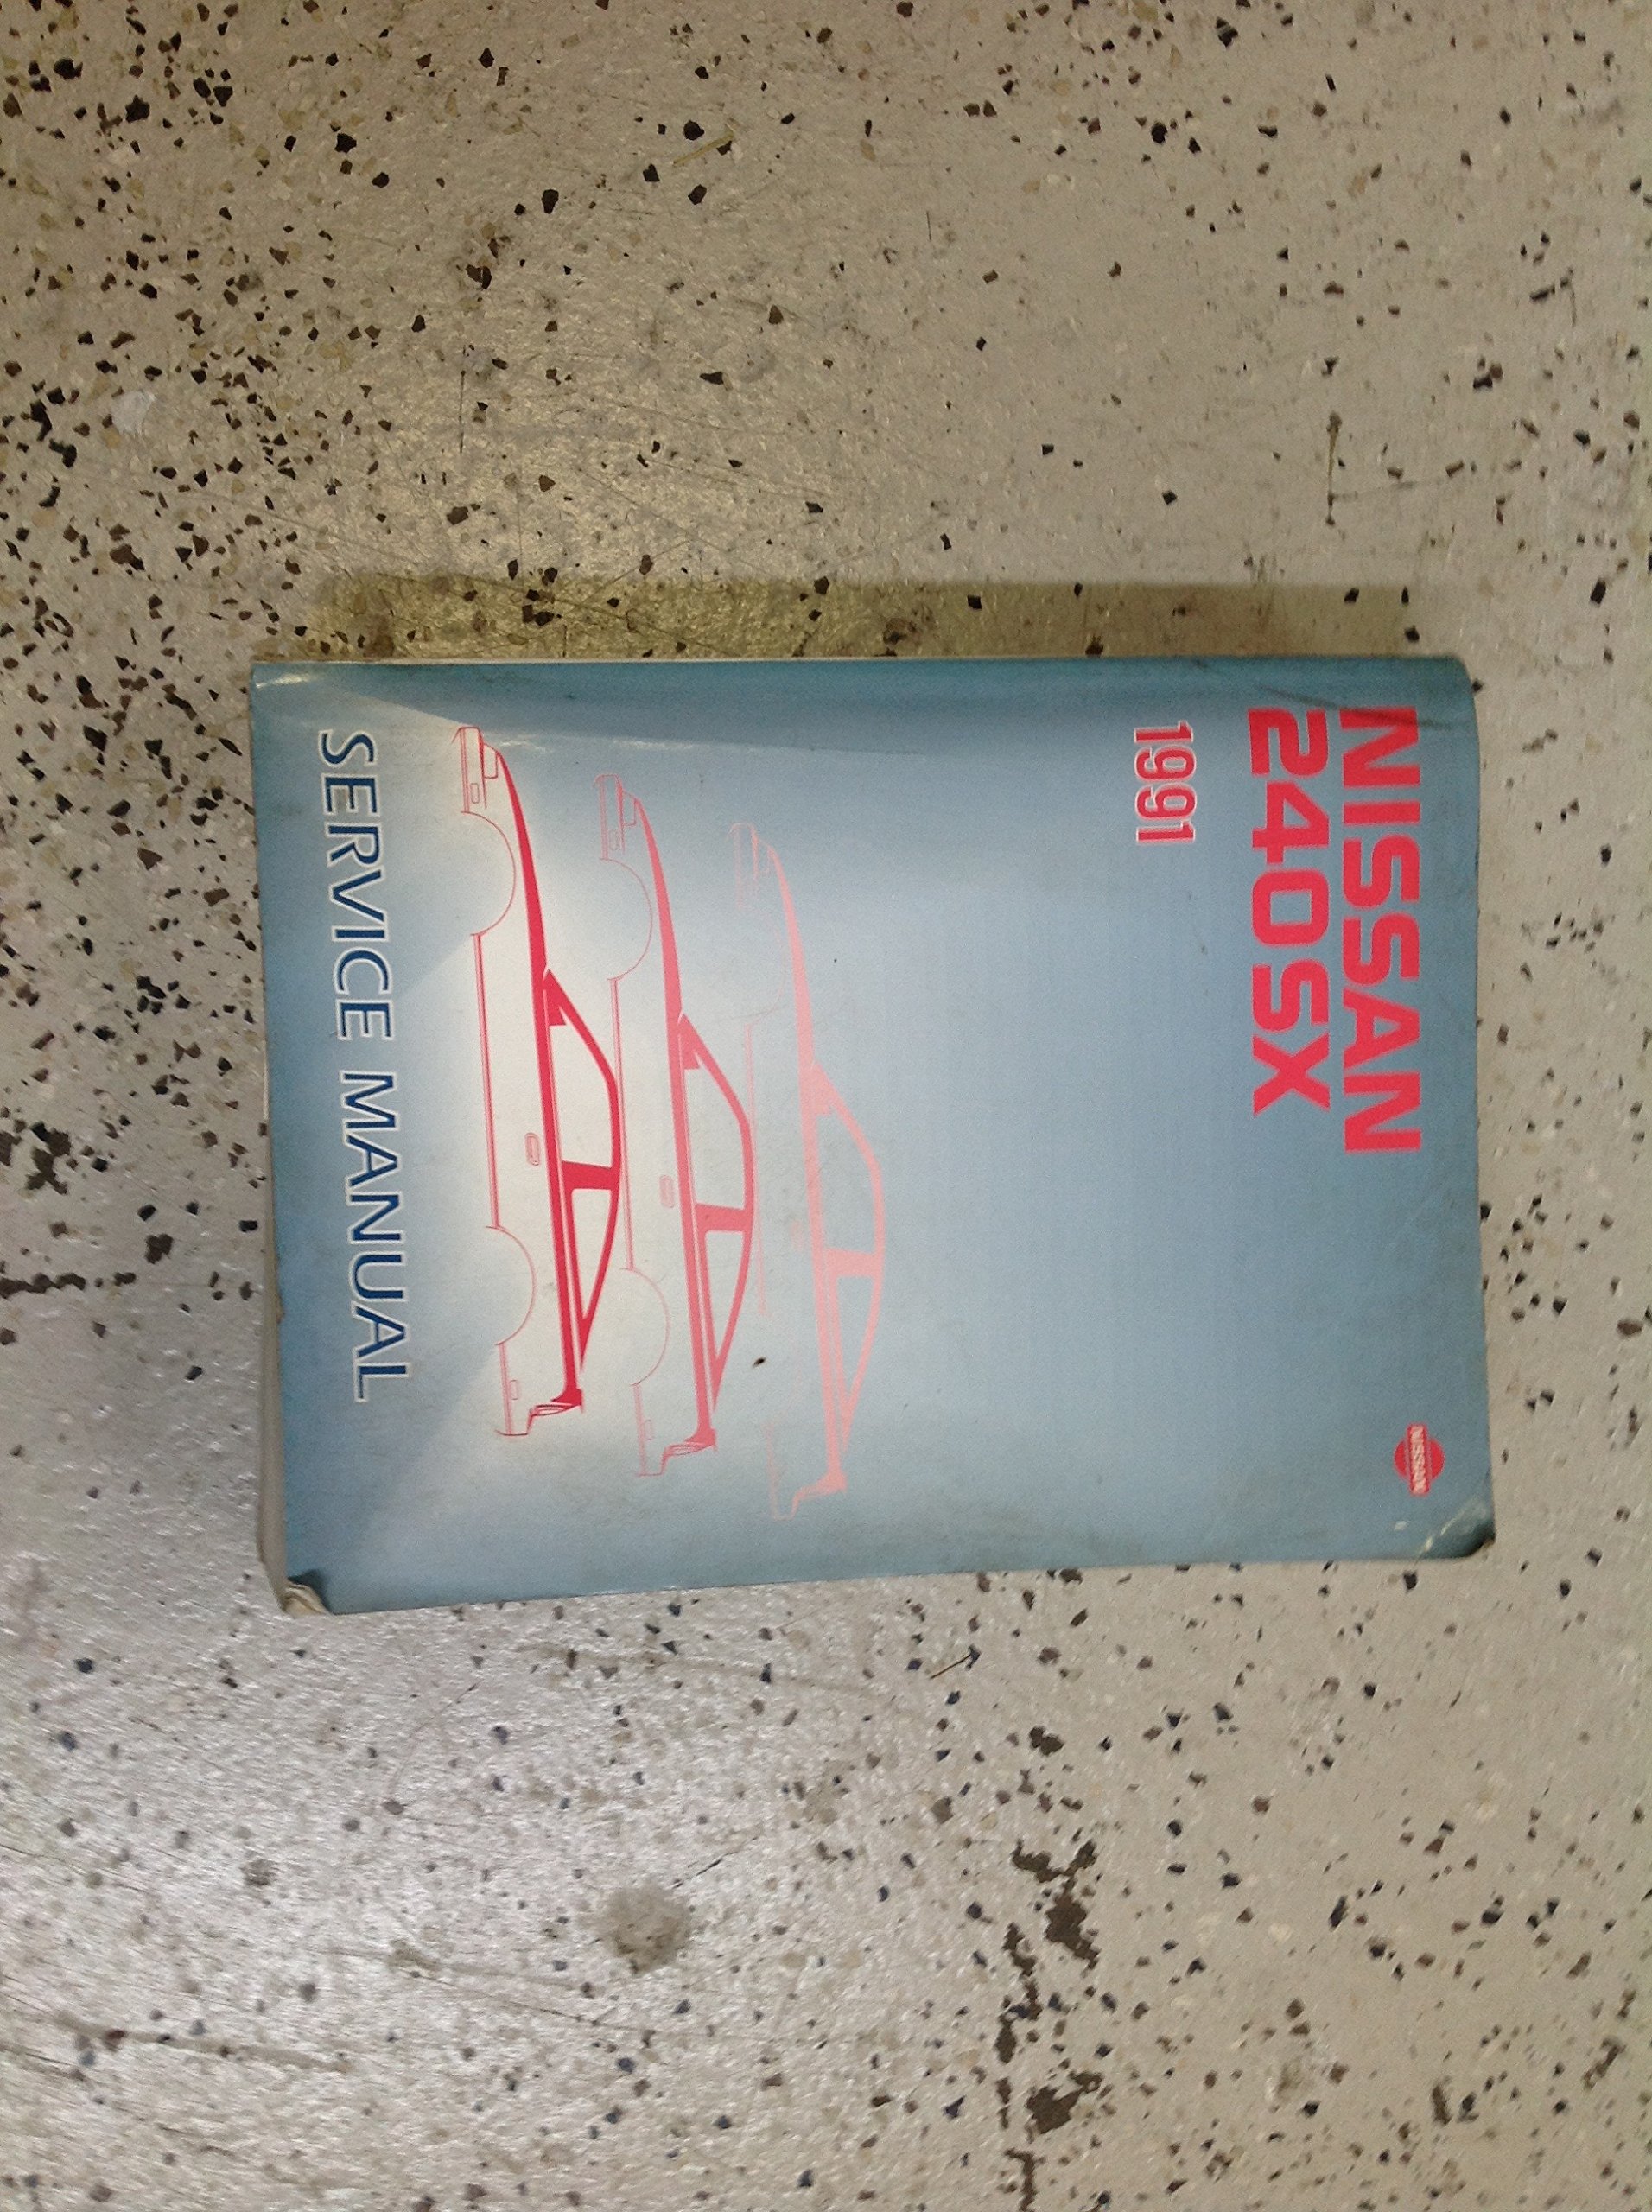 NISSAN
240SX
NISSAN
1991
SERVICE MANUAL